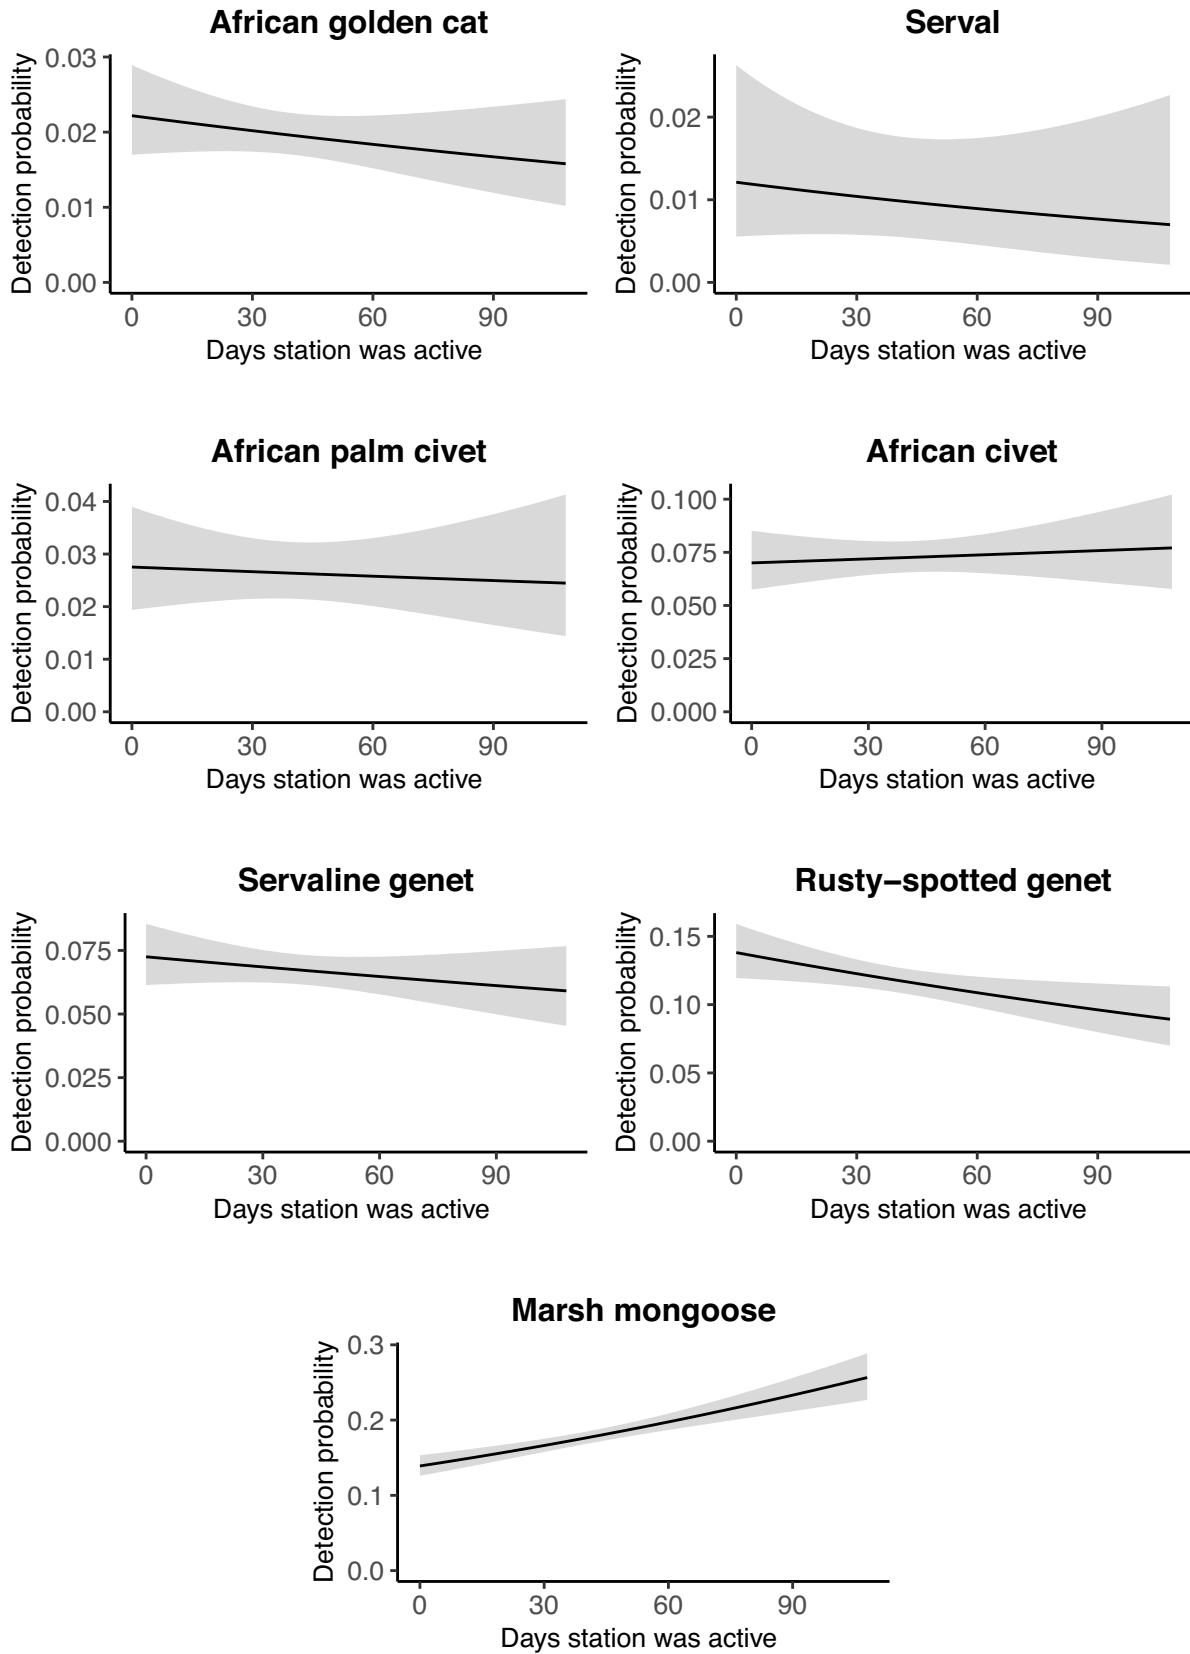 African golden cat
Detection probability
0.03
0.02
0.01
0.00
0 30 60 90
Days station was active
Serval
Detection probability
0.02
0.01
0.00
0 30 60 90
Days station was active
African palm civet
Detection probability
0.04
0.03
0.02
0.01
0.00
0 30 60 90
Days station was active
African civet
Detection probability
0.100
0.075
0.050
0.025
0.000
0 30 60 90
Days station was active
Servaline genet
Detection probability
0.075
0.050
0.025
0.000
0 30 60 90
Days station was active
Rusty−spotted genet
Detection probability
0.15
0.10
0.05
0.00
0 30 60 90
Days station was active
Marsh mongoose
Detection probability
0.3
0.2
0.1
0.0
0 30 60 90
Days station was active